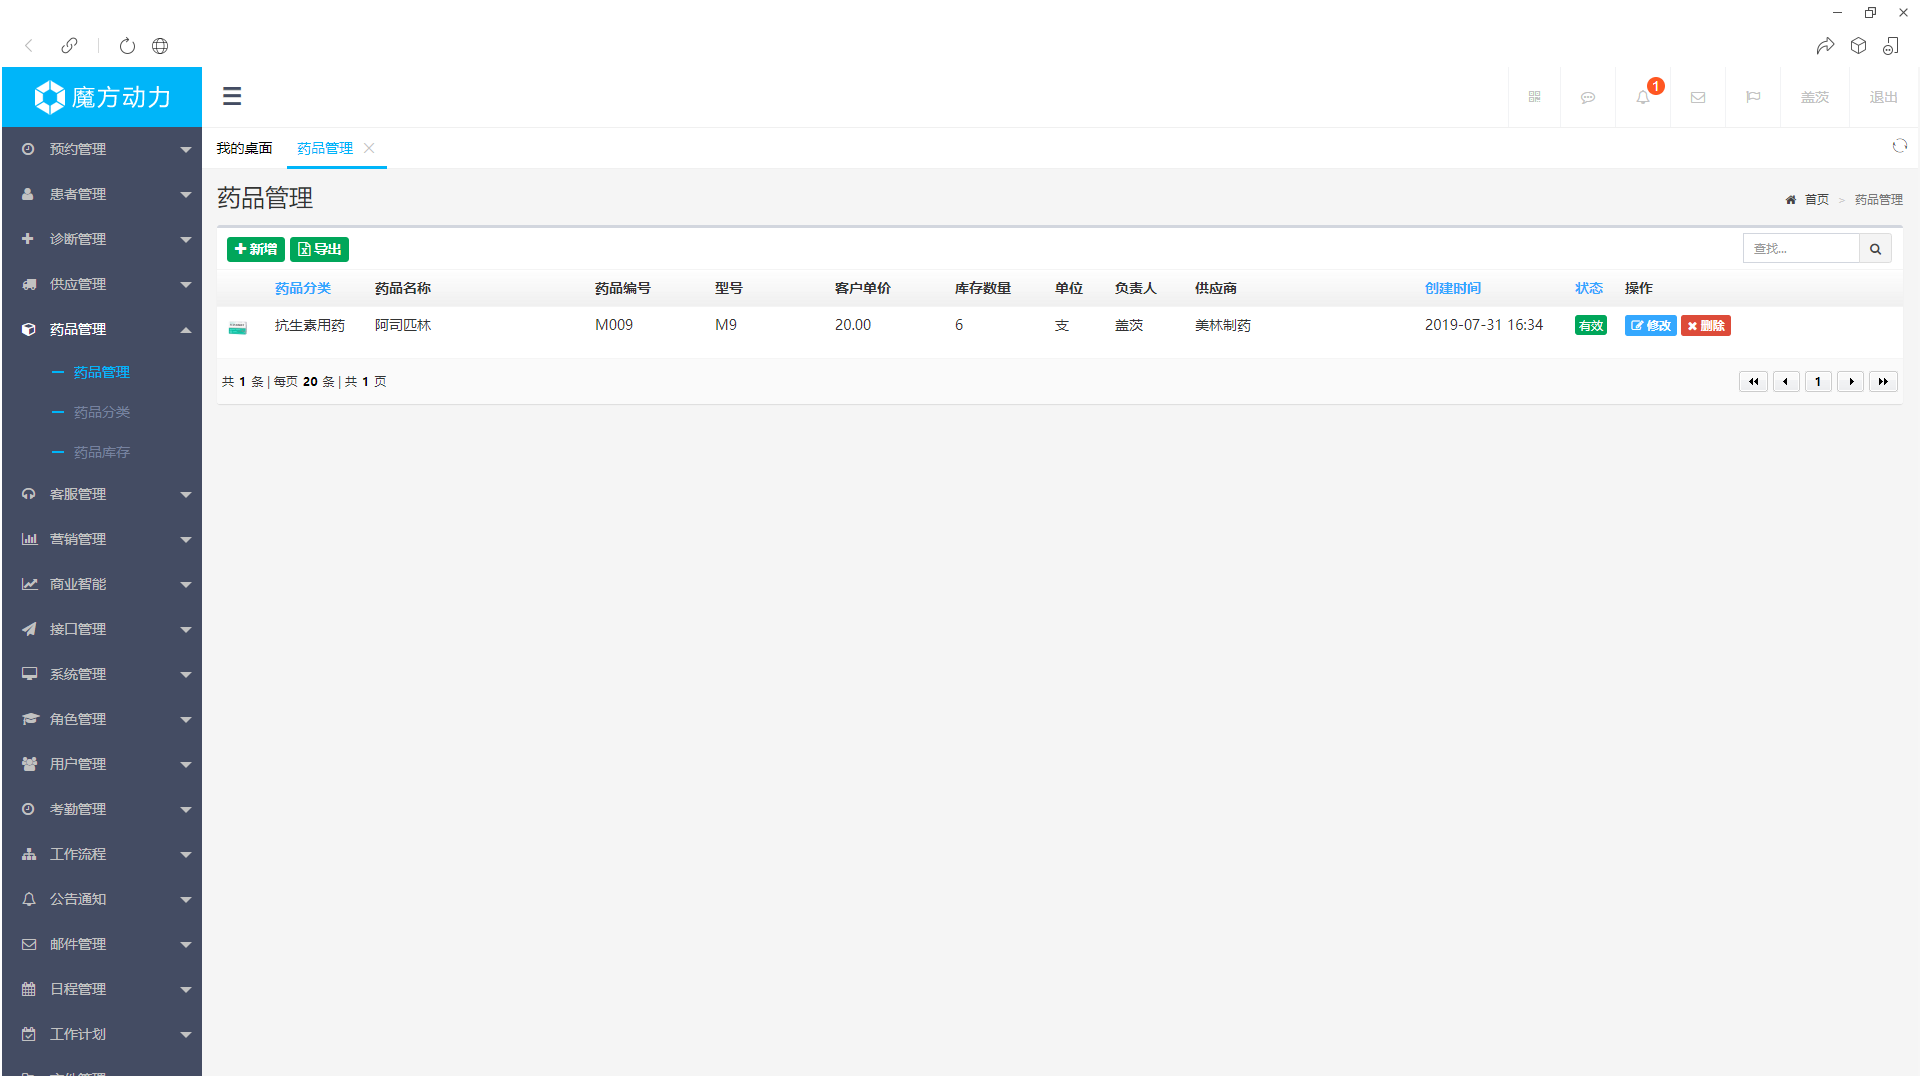 魔方动力
1
盖茨
退出
预约管理
患者管理
诊断管理
供应管理
药品管理
药品管理
药品分类
药品库存
客服管理
营销管理
商业智能
接口管理
系统管理
角色管理
用户管理
考勤管理
工作流程
公告通知
邮件管理
日程管理
工作计划
我的桌面
药品管理
药品管理
首页 > 药品管理
新增
导出
查找...
药品分类 药品名称 药品编号 型号 客户单价 库存数量 单位 负责人 供应商 创建时间 状态 操作
抗生素用药 阿司匹林 M009 M9 20.00 6 支 盖茨 美林制药 2019-07-31 16:34 有效 修改 删除
共 1 条 | 每页 20 条 | 共 1 页
1